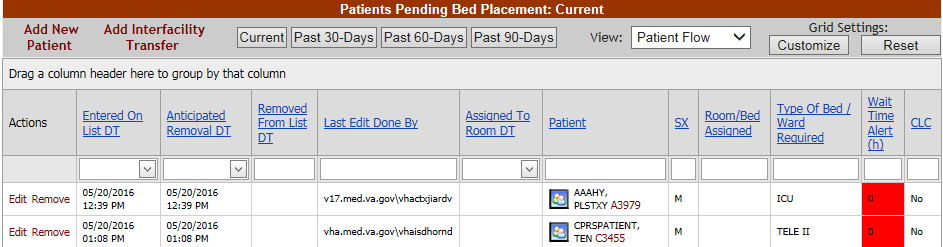 Patients Pending Bed Placement: Current
Add New Patient Add Interfacility Transfer Current Past 30-Days Past 60-Days Past 90-Days View: Patient Flow Grid Settings: Customize Reset
Drag a column header here to group by that column
Actions Entered On List DT Anticipated Removal DT Removed From List DT Last Edit Done By Assigned To Room DT Patient SX Room/Bed Assigned Type Of Bed / Ward Required Wait Time Alert (h) CLC
Edit Remove 05/20/2016 12:39 PM 05/20/2016 12:39 PM v17.med.va.gov\vhactxjiardv AAAHY, PLSTXY A3979 M ICU 0 No
Edit Remove 05/20/2016 01:08 PM 05/20/2016 01:08 PM vha.med.va.gov\vhaisdhornd CPRSPATIENT, TEN C3455 M TELE II 0 No